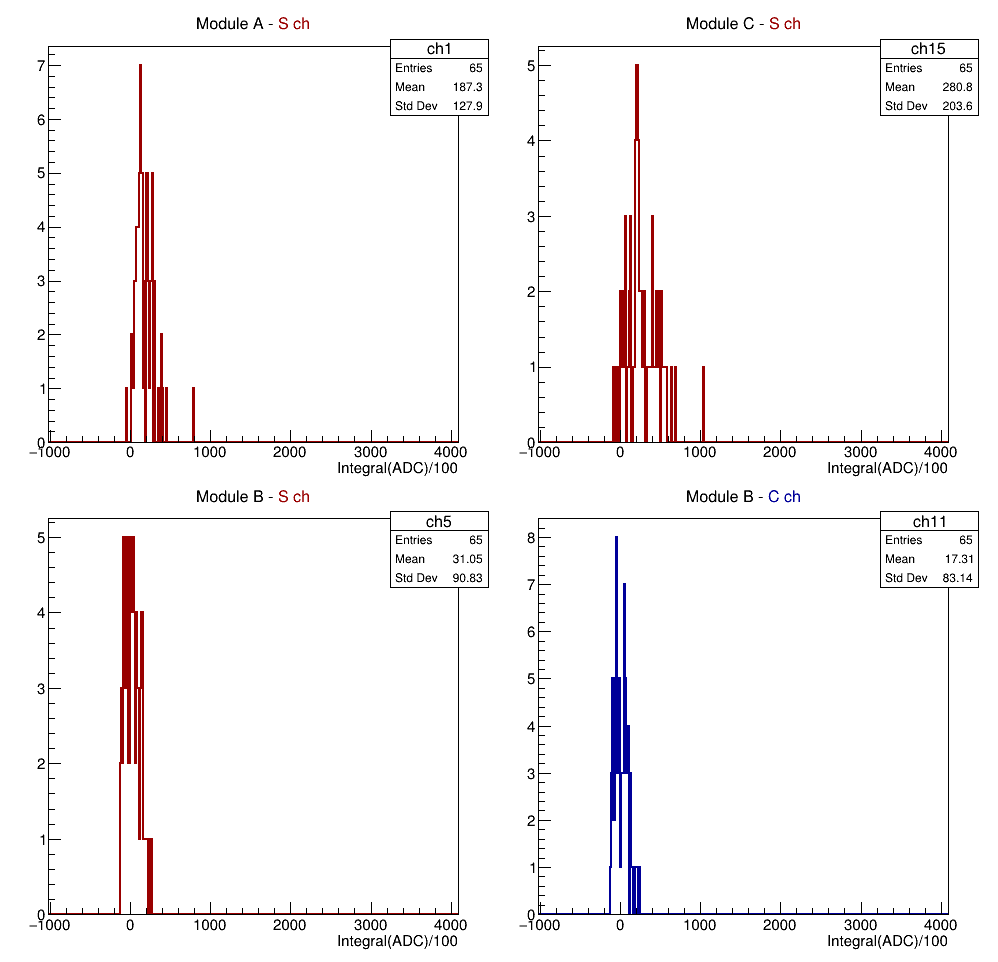 Module A - S ch
ch1
Entries 65
Mean 187.3
Std Dev 127.9
7
6
5
4
3
2
1
0
−1000 0 1000 2000 3000 4000
Integral(ADC)/100
Module C - S ch
ch15
Entries 65
Mean 280.8
Std Dev 203.6
5
4
3
2
1
0
−1000 0 1000 2000 3000 4000
Integral(ADC)/100
Module B - S ch
ch5
Entries 65
Mean 31.05
Std Dev 90.83
5
4
3
2
1
0
−1000 0 1000 2000 3000 4000
Integral(ADC)/100
Module B - C ch
ch11
Entries 65
Mean 17.31
Std Dev 83.14
8
7
6
5
4
3
2
1
0
−1000 0 1000 2000 3000 4000
Integral(ADC)/100